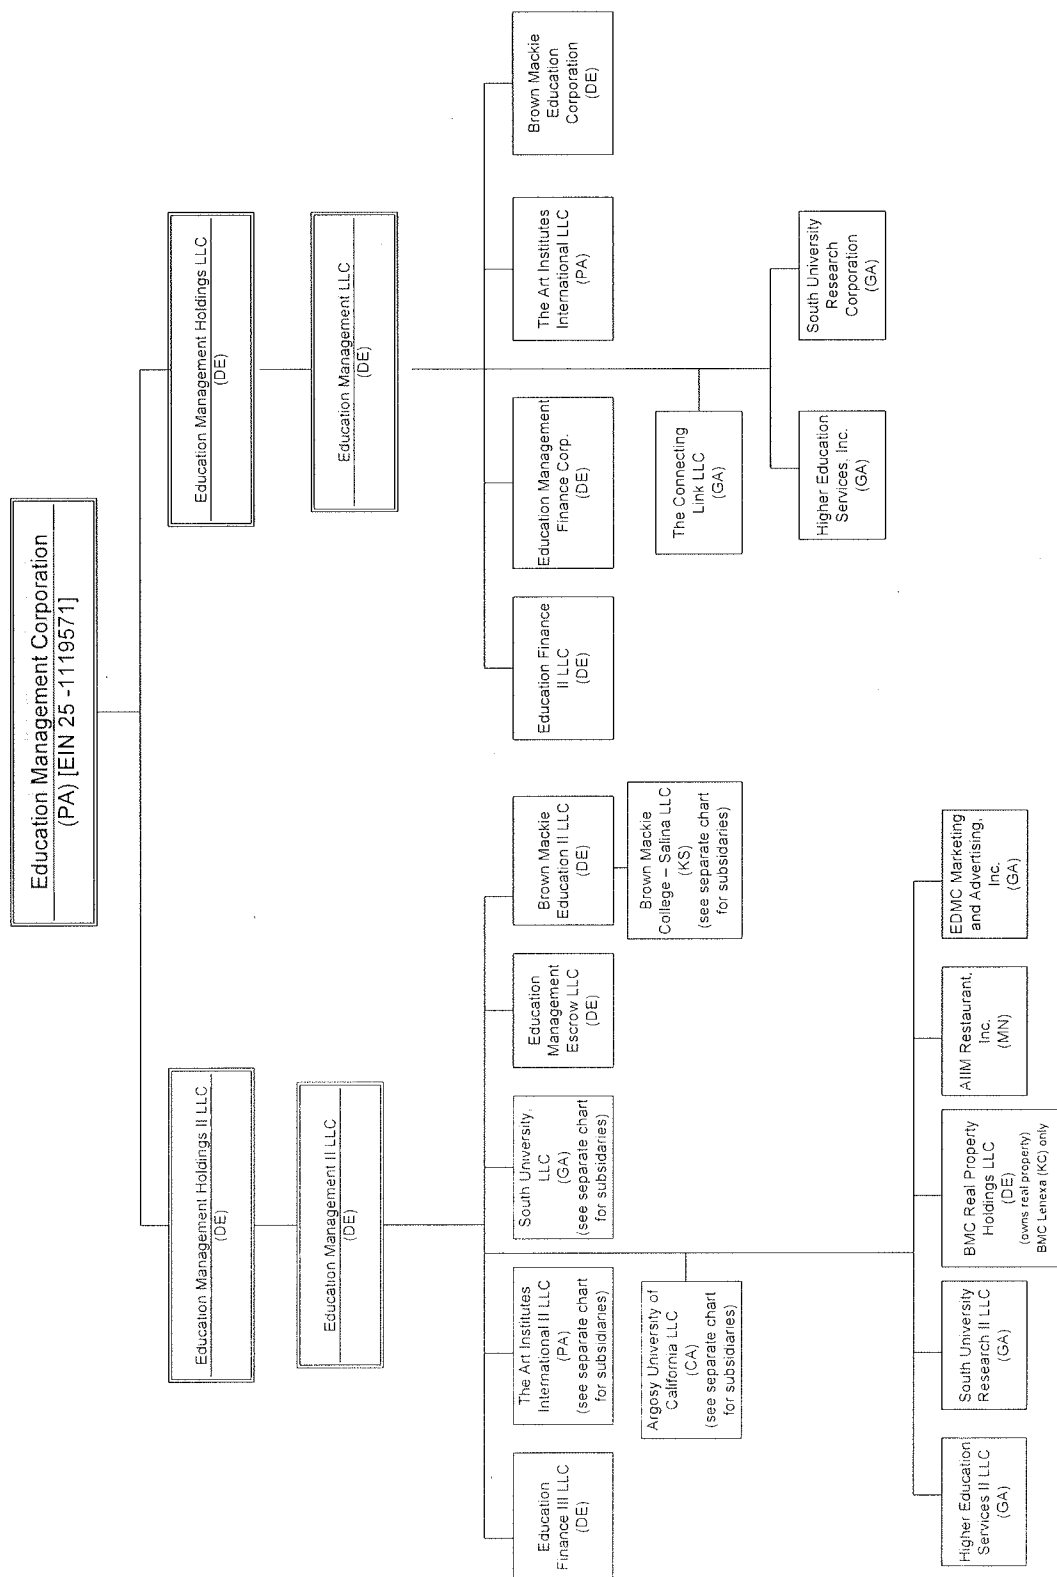 Education Management Corporation
(PA) [EIN 25 -1119571]
Education Management Holdings II LLC
(DE)
Education Management Holdings LLC
(DE)
Education Management II LLC
(DE)
Education Management LLC
(DE)
Education
Finance III LLC
(DE)
The Art Institutes
International II LLC
(PA)
(see separate chart
for subsidiaries)
South University,
LLC
(GA)
(see separate chart
for subsidiaries)
Education
Management
Escrow LLC
(DE)
Brown Mackie
Education II LLC
(DE)
Education Finance
II LLC
(DE)
Education Management
Finance Corp.
(DE)
The Art Institutes
International LLC
(PA)
Brown Mackie
Education
Corporation
(DE)
Argosy University of
California LLC
(CA)
(see separate chart
for subsidiaries)
Brown Mackie
College – Salina LLC
(KS)
(see separate chart
for subsidaries)
The Connecting
Link LLC
(GA)
Higher Education
Services, Inc.
(GA)
South University
Research
Corporation
(GA)
Higher Education
Services II LLC
(GA)
South University
Research II LLC
(GA)
BMC Real Property
Holdings LLC
(DE)
(owns real property)
BMC Lenexa (KC) only
AIIM Restaurant,
Inc.
(MN)
EDMC Marketing
and Advertising,
Inc.
(GA)